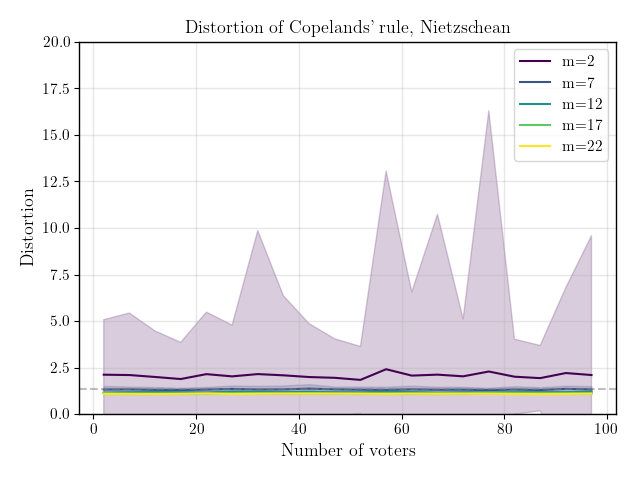 Distortion of Copelands' rule, Nietzschean
20.0
17.5
15.0
12.5
10.0
7.5
5.0
2.5
0.0
Distortion
m=2
m=7
m=12
m=17
m=22
0 20 40 60 80 100
Number of voters